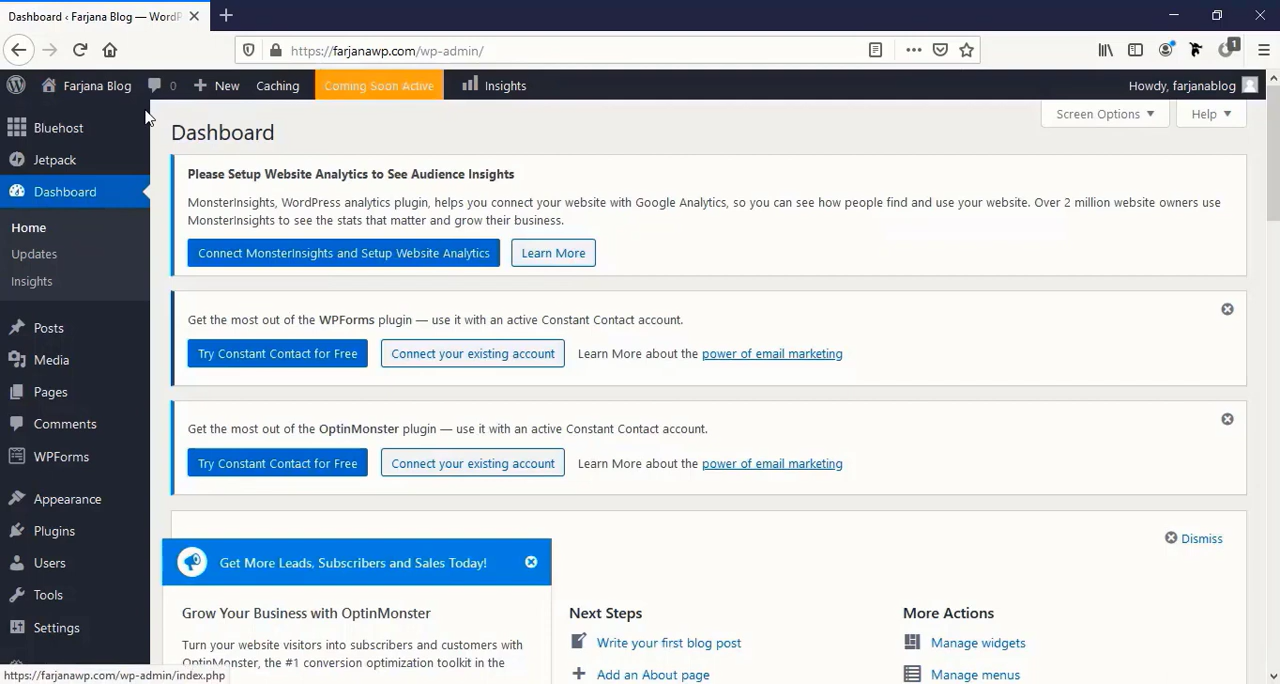 Dashboard ‹ Farjana Blog — WordP
https://farjanawp.com/wp-admin/
1
Farjana Blog 0 New Caching Coming Soon Active Insights Howdy, farjanablog
Bluehost
Jetpack
Dashboard
Home
Updates
Insights
Posts
Media
Pages
Comments
WPForms
Appearance
Plugins
Users
Tools
Settings
Screen Options Help
Dashboard
Please Setup Website Analytics to See Audience Insights
MonsterInsights, WordPress analytics plugin, helps you connect your website with Google Analytics, so you can see how people find and use your website. Over 2 million website owners use
MonsterInsights to see the stats that matter and grow their business.
Connect MonsterInsights and Setup Website Analytics Learn More
Get the most out of the WPForms plugin — use it with an active Constant Contact account.
Try Constant Contact for Free Connect your existing account Learn More about the power of email marketing
Get the most out of the OptinMonster plugin — use it with an active Constant Contact account.
Try Constant Contact for Free Connect your existing account Learn More about the power of email marketing
Dismiss
Get More Leads, Subscribers and Sales Today!
Grow Your Business with OptinMonster
Turn your website visitors into subscribers and customers with
OptinMonster, the #1 conversion optimization toolkit in the
Next Steps
Write your first blog post
Add an About page
More Actions
Manage widgets
Manage menus
https://farjanawp.com/wp-admin/index.php